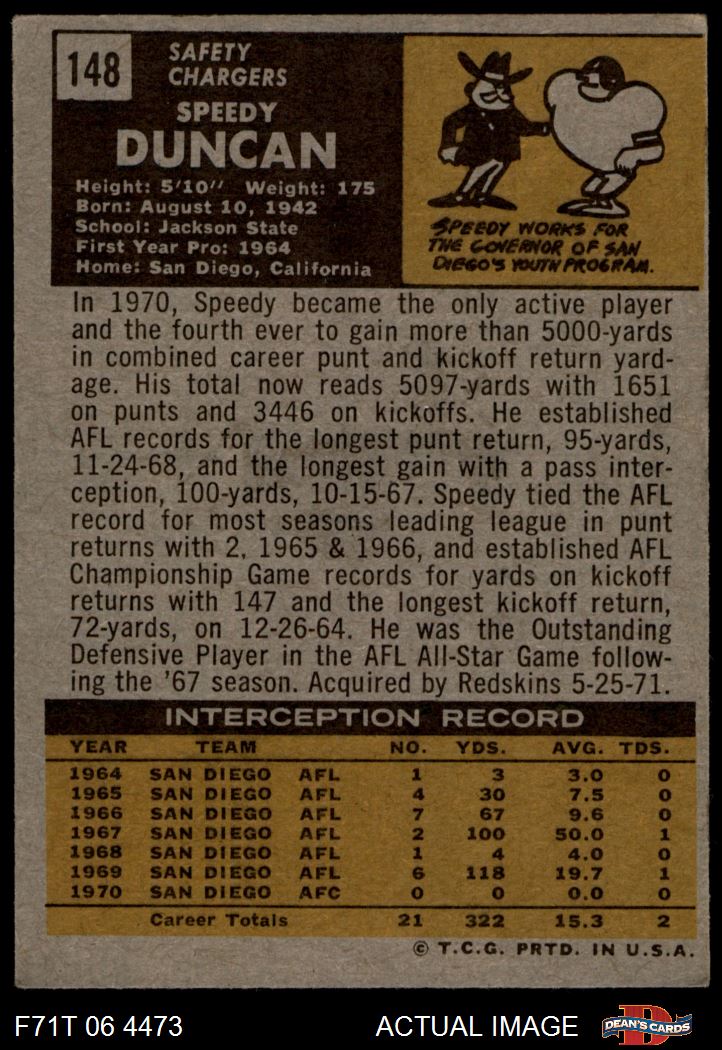 148
SAFETY
CHARGERS
SPEEDY
DUNCAN
Height: 5'10" Weight: 175
Born: August 10, 1942
School: Jackson State
First Year Pro: 1964
Home: San Diego, California
SPEEDY WORKS FOR
THE GOVERNOR OF SAN
DIEGO'S YOUTH PROGRAM.
In 1970, Speedy became the only active player
and the fourth ever to gain more than 5000-yards
in combined career punt and kickoff return yard-
age. His total now reads 5097-yards with 1651
on punts and 3446 on kickoffs. He established
AFL records for the longest punt return, 95-yards,
11-24-68, and the longest gain with a pass inter-
ception, 100-yards, 10-15-67. Speedy tied the AFL
record for most seasons leading league in punt
returns with 2, 1965 & 1966, and established AFL
Championship Game records for yards on kickoff
returns with 147 and the longest kickoff return,
72-yards, on 12-26-64. He was the Outstanding
Defensive Player in the AFL All-Star Game follow-
ing the '67 season. Acquired by Redskins 5-25-71.
INTERCEPTION RECORD
YEAR TEAM NO. YDS. AVG. TDS.
1964 SAN DIEGO AFL 1 3 3.0 0
1965 SAN DIEGO AFL 4 30 7.5 0
1966 SAN DIEGO AFL 7 67 9.6 0
1967 SAN DIEGO AFL 2 100 50.0 1
1968 SAN DIEGO AFL 1 4 4.0 0
1969 SAN DIEGO AFL 6 118 19.7 1
1970 SAN DIEGO AFC 0 0 0.0 0
Career Totals 21 322 15.3 2
© T.C.G. PRTD. IN U.S.A.
F71T 06 4473 ACTUAL IMAGE D DEAN'S CARDS